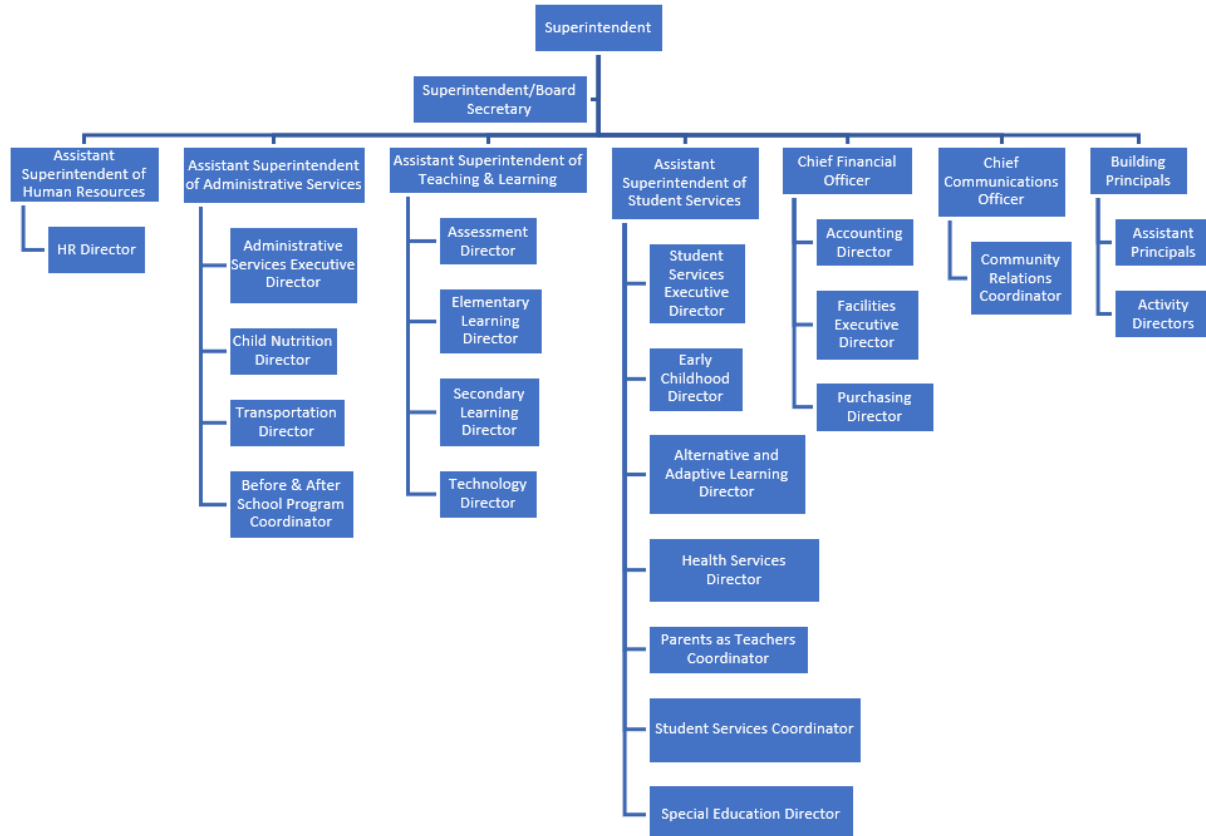 Superintendent
Superintendent/Board
Secretary
Assistant
Superintendent of
Human Resources
HR Director
Assistant Superintendent
of Administrative Services
Administrative
Services Executive
Director
Child Nutrition
Director
Transportation
Director
Before & After
School Program
Coordinator
Assistant Superintendent of
Teaching & Learning
Assessment
Director
Elementary
Learning
Director
Secondary
Learning
Director
Technology
Director
Assistant
Superintendent of
Student Services
Student
Services
Executive
Director
Early
Childhood
Director
Alternative and
Adaptive Learning
Director
Health Services
Director
Parents as Teachers
Coordinator
Student Services Coordinator
Special Education Director
Chief Financial
Officer
Accounting
Director
Facilities
Executive
Director
Purchasing
Director
Chief
Communications
Officer
Community
Relations
Coordinator
Building
Principals
Assistant
Principals
Activity
Directors